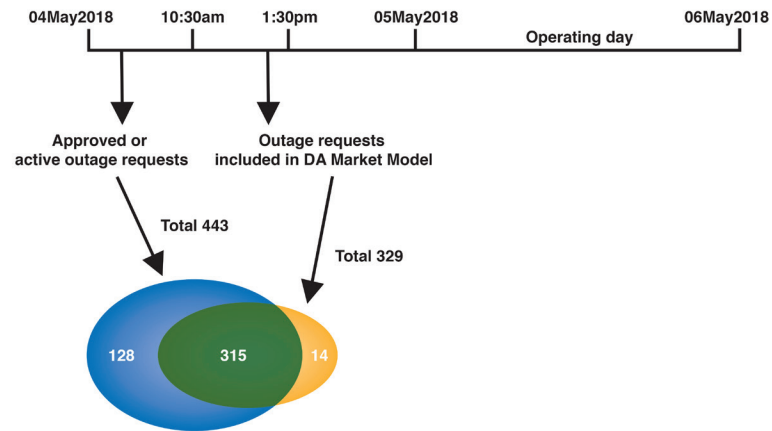 04May2018
10:30am
1:30pm
05May2018
06May2018
Operating day
Approved or
active outage requests
Outage requests
included in DA Market Model
Total 443
Total 329
128
315
14